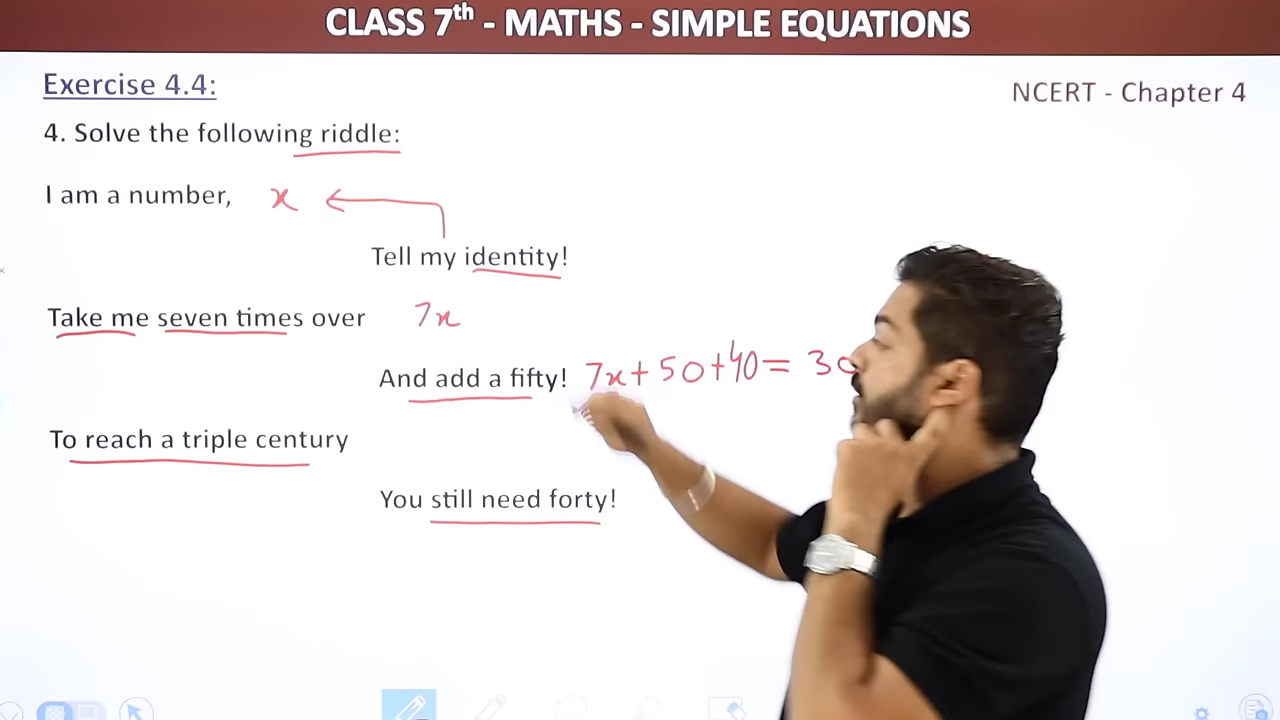 CLASS 7th - MATHS - SIMPLE EQUATIONS
Exercise 4.4:
NCERT - Chapter 4
4. Solve the following riddle:
I am a number, x
Tell my identity!
Take me seven times over 7x
And add a fifty! 7x + 50 + 40 = 30
To reach a triple century
You still need forty!